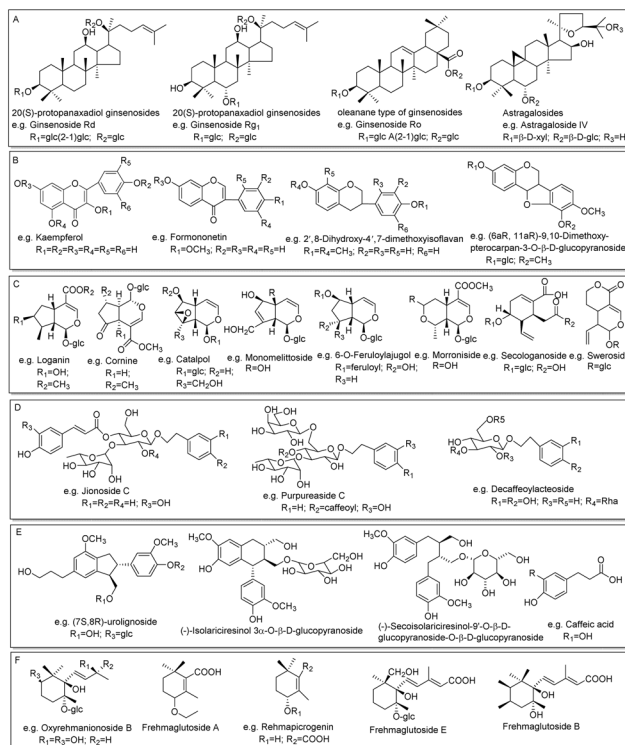 A
20(S)-protopanaxadiol ginsenosides
e.g. Ginsenoside Rd
R1=glc(2-1)glc; R2=glc
20(S)-protopanaxadiol ginsenosides
e.g. Ginsenoside Rg1
R1=glc; R2=glc
oleanane type of ginsenosides
e.g. Ginsenoside Ro
R1=glc A(2-1)glc; R2=glc
Astragalosides
e.g. Astragaloside IV
R1=β-D-xyl; R2=β-D-glc; R3=H
B
e.g. Kaempferol
R1=R2=R3=R4=R5=R6=H
e.g. Formononetin
R1=OCH3; R2=R3=R4=R5=H
e.g. 2',8-Dihydroxy-4',7-dimethoxyisoflavan
R1=R4=CH3; R2=R3=R5=H; R6=H
e.g. (6aR, 11aR)-9,10-Dimethoxy-
pterocarpan-3-O-β-D-glucopyranoside
R1=glc; R2=CH3
C
e.g. Loganin
R1=OH;
R2=CH3
e.g. Cornine
R1=H;
R2=CH3
e.g. Catalpol
R1=glc; R2=H;
R3=CH2OH
e.g. Monomelittoside
R=OH
e.g. 6-O-Feruloylajugol
R1=feruloyl; R2=OH;
R3=H
e.g. Morroniside
R=OH
e.g. Secologanoside
R1=glc; R2=OH
e.g. Sweroside
R=glc
D
e.g. Jionoside C
R1=R2=R4=H; R3=OH
e.g. Purpureaside C
R1=H; R2=caffeoyl; R3=OH
e.g. Decaffeoylacteoside
R1=R2=OH; R3=R5=H; R4=Rha
E
e.g. (7S,8R)-urolignoside
R1=OH; R2=glc
(-)-Isolariciresinol 3α-O-β-D-glucopyranoside
(-)-Secoisolariciresinol-9'-O-β-D-
glucopyranoside-O-β-D-glucopyranoside
e.g. Caffeic acid
R1=OH
F
e.g. Oxyrehmanionoside B
R1=R3=OH; R2=H
Frehmaglutoside A
e.g. Rehmapicrogenin
R1=H; R2=COOH
Frehmaglutoside E
Frehmaglutoside B